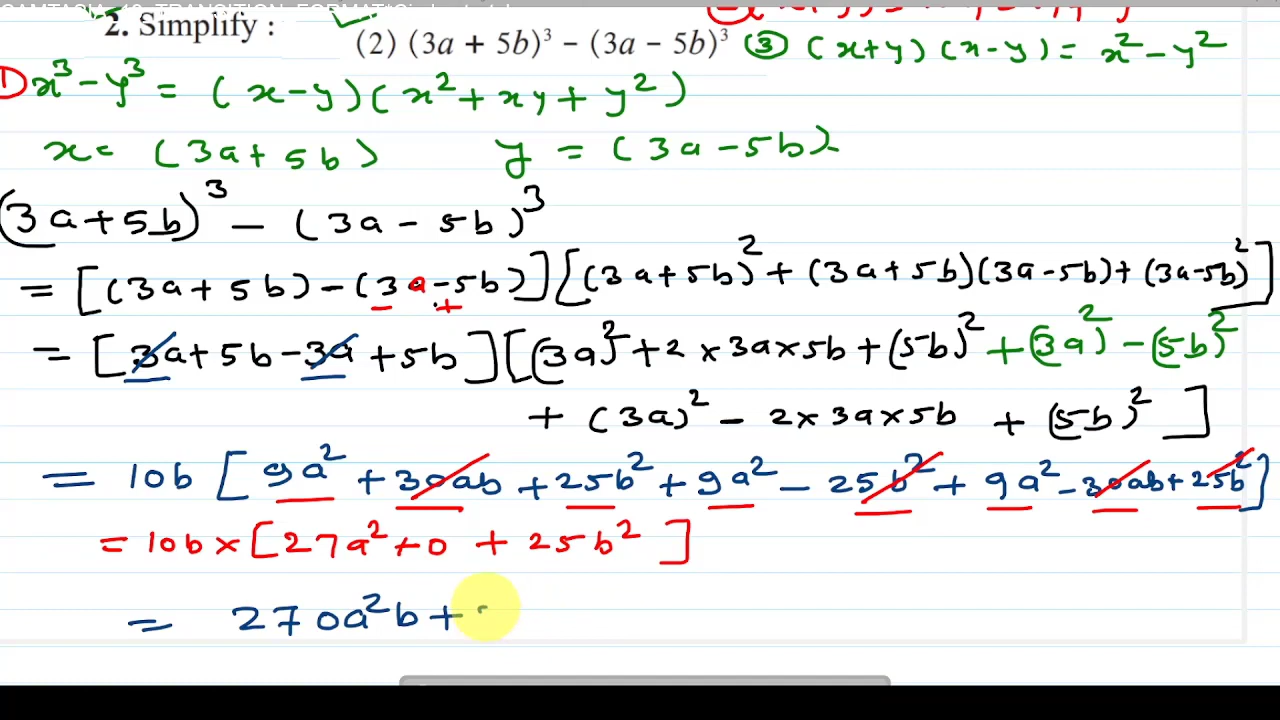 2. Simplify :
(2) (3a + 5b)³ − (3a − 5b)³ ③ (x+y) (x-y) = x² - y²
① x³ - y³ = (x-y)(x² + xy + y²)
x = (3a+5b) y = (3a-5b)
(3a+5b)³ - (3a - 5b)³
= [(3a+5b) - (3a-5b)][(3a+5b)² + (3a+5b)(3a-5b) + (3a-5b)²]
= [3a+5b-3a+5b][(3a)² + 2×3a×5b + (5b)² + (3a)² - (5b)²
+ (3a)² - 2×3a×5b + (5b)²]
= 10b [9a² + 30ab + 25b² + 9a² - 25b² + 9a² - 30ab + 25b²]
= 10b × [27a² + 0 + 25b²]
= 270a²b +